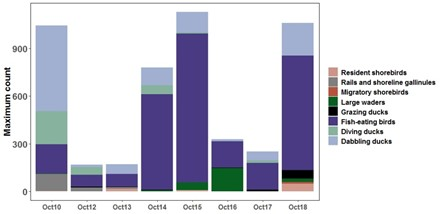 Maximum count
900
600
300
0
Oct10 Oct12 Oct13 Oct14 Oct15 Oct16 Oct17 Oct18
Resident shorebirds
Rails and shoreline gallinules
Migratory shorebirds
Large waders
Grazing ducks
Fish-eating birds
Diving ducks
Dabbling ducks